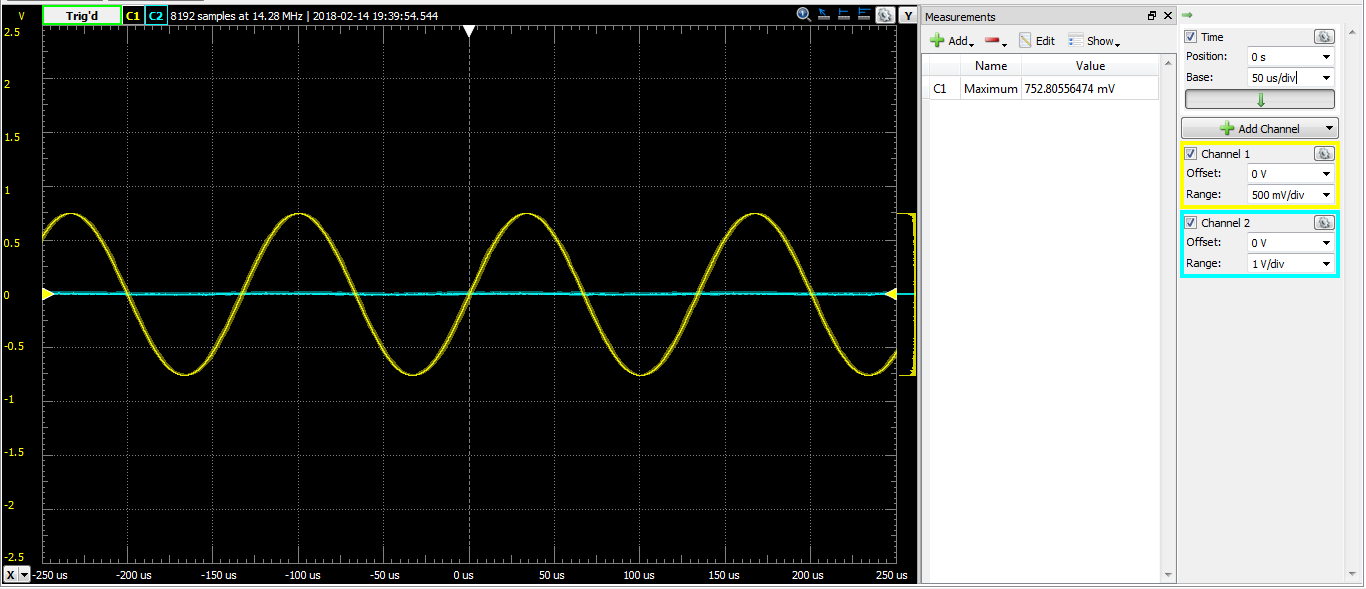 V
Trig'd C1 C2 8192 samples at 14.28 MHz | 2018-02-14 19:39:54.544 Y
2.5
2
1.5
1
0.5
0
-0.5
-1
-1.5
-2
-2.5
X -250 us -200 us -150 us -100 us -50 us 0 us 50 us 100 us 150 us 200 us 250 us
Measurements
Add Edit Show
Name Value
C1 Maximum 752.80556474 mV
Time
Position: 0 s
Base: 50 us/div
Add Channel
Channel 1
Offset: 0 V
Range: 500 mV/div
Channel 2
Offset: 0 V
Range: 1 V/div